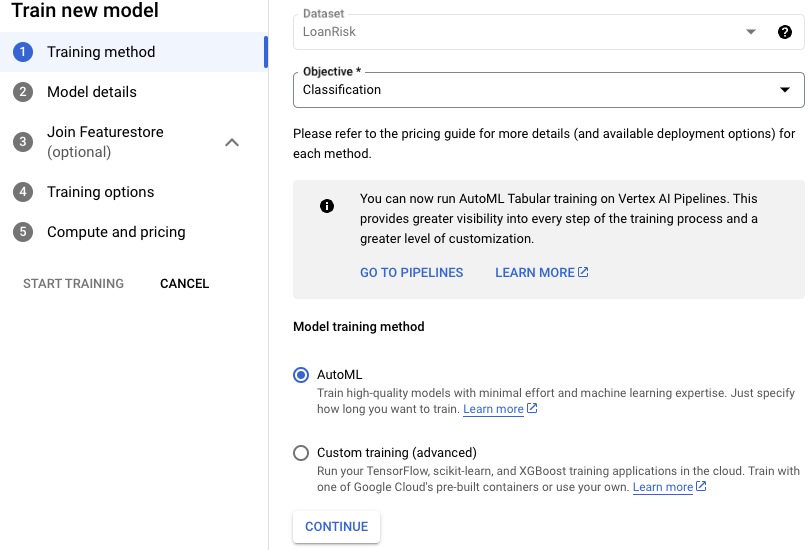 Train new model
1 Training method
2 Model details
3 Join Featurestore
(optional)
4 Training options
5 Compute and pricing
START TRAINING CANCEL
Dataset
LoanRisk
?
Objective *
Classification
Please refer to the pricing guide for more details (and available deployment options) for
each method.
You can now run AutoML Tabular training on Vertex AI Pipelines. This
provides greater visibility into every step of the training process and a
greater level of customization.
GO TO PIPELINES LEARN MORE
Model training method
AutoML
Train high-quality models with minimal effort and machine learning expertise. Just specify
how long you want to train. Learn more
Custom training (advanced)
Run your TensorFlow, scikit-learn, and XGBoost training applications in the cloud. Train with
one of Google Cloud's pre-built containers or use your own. Learn more
CONTINUE